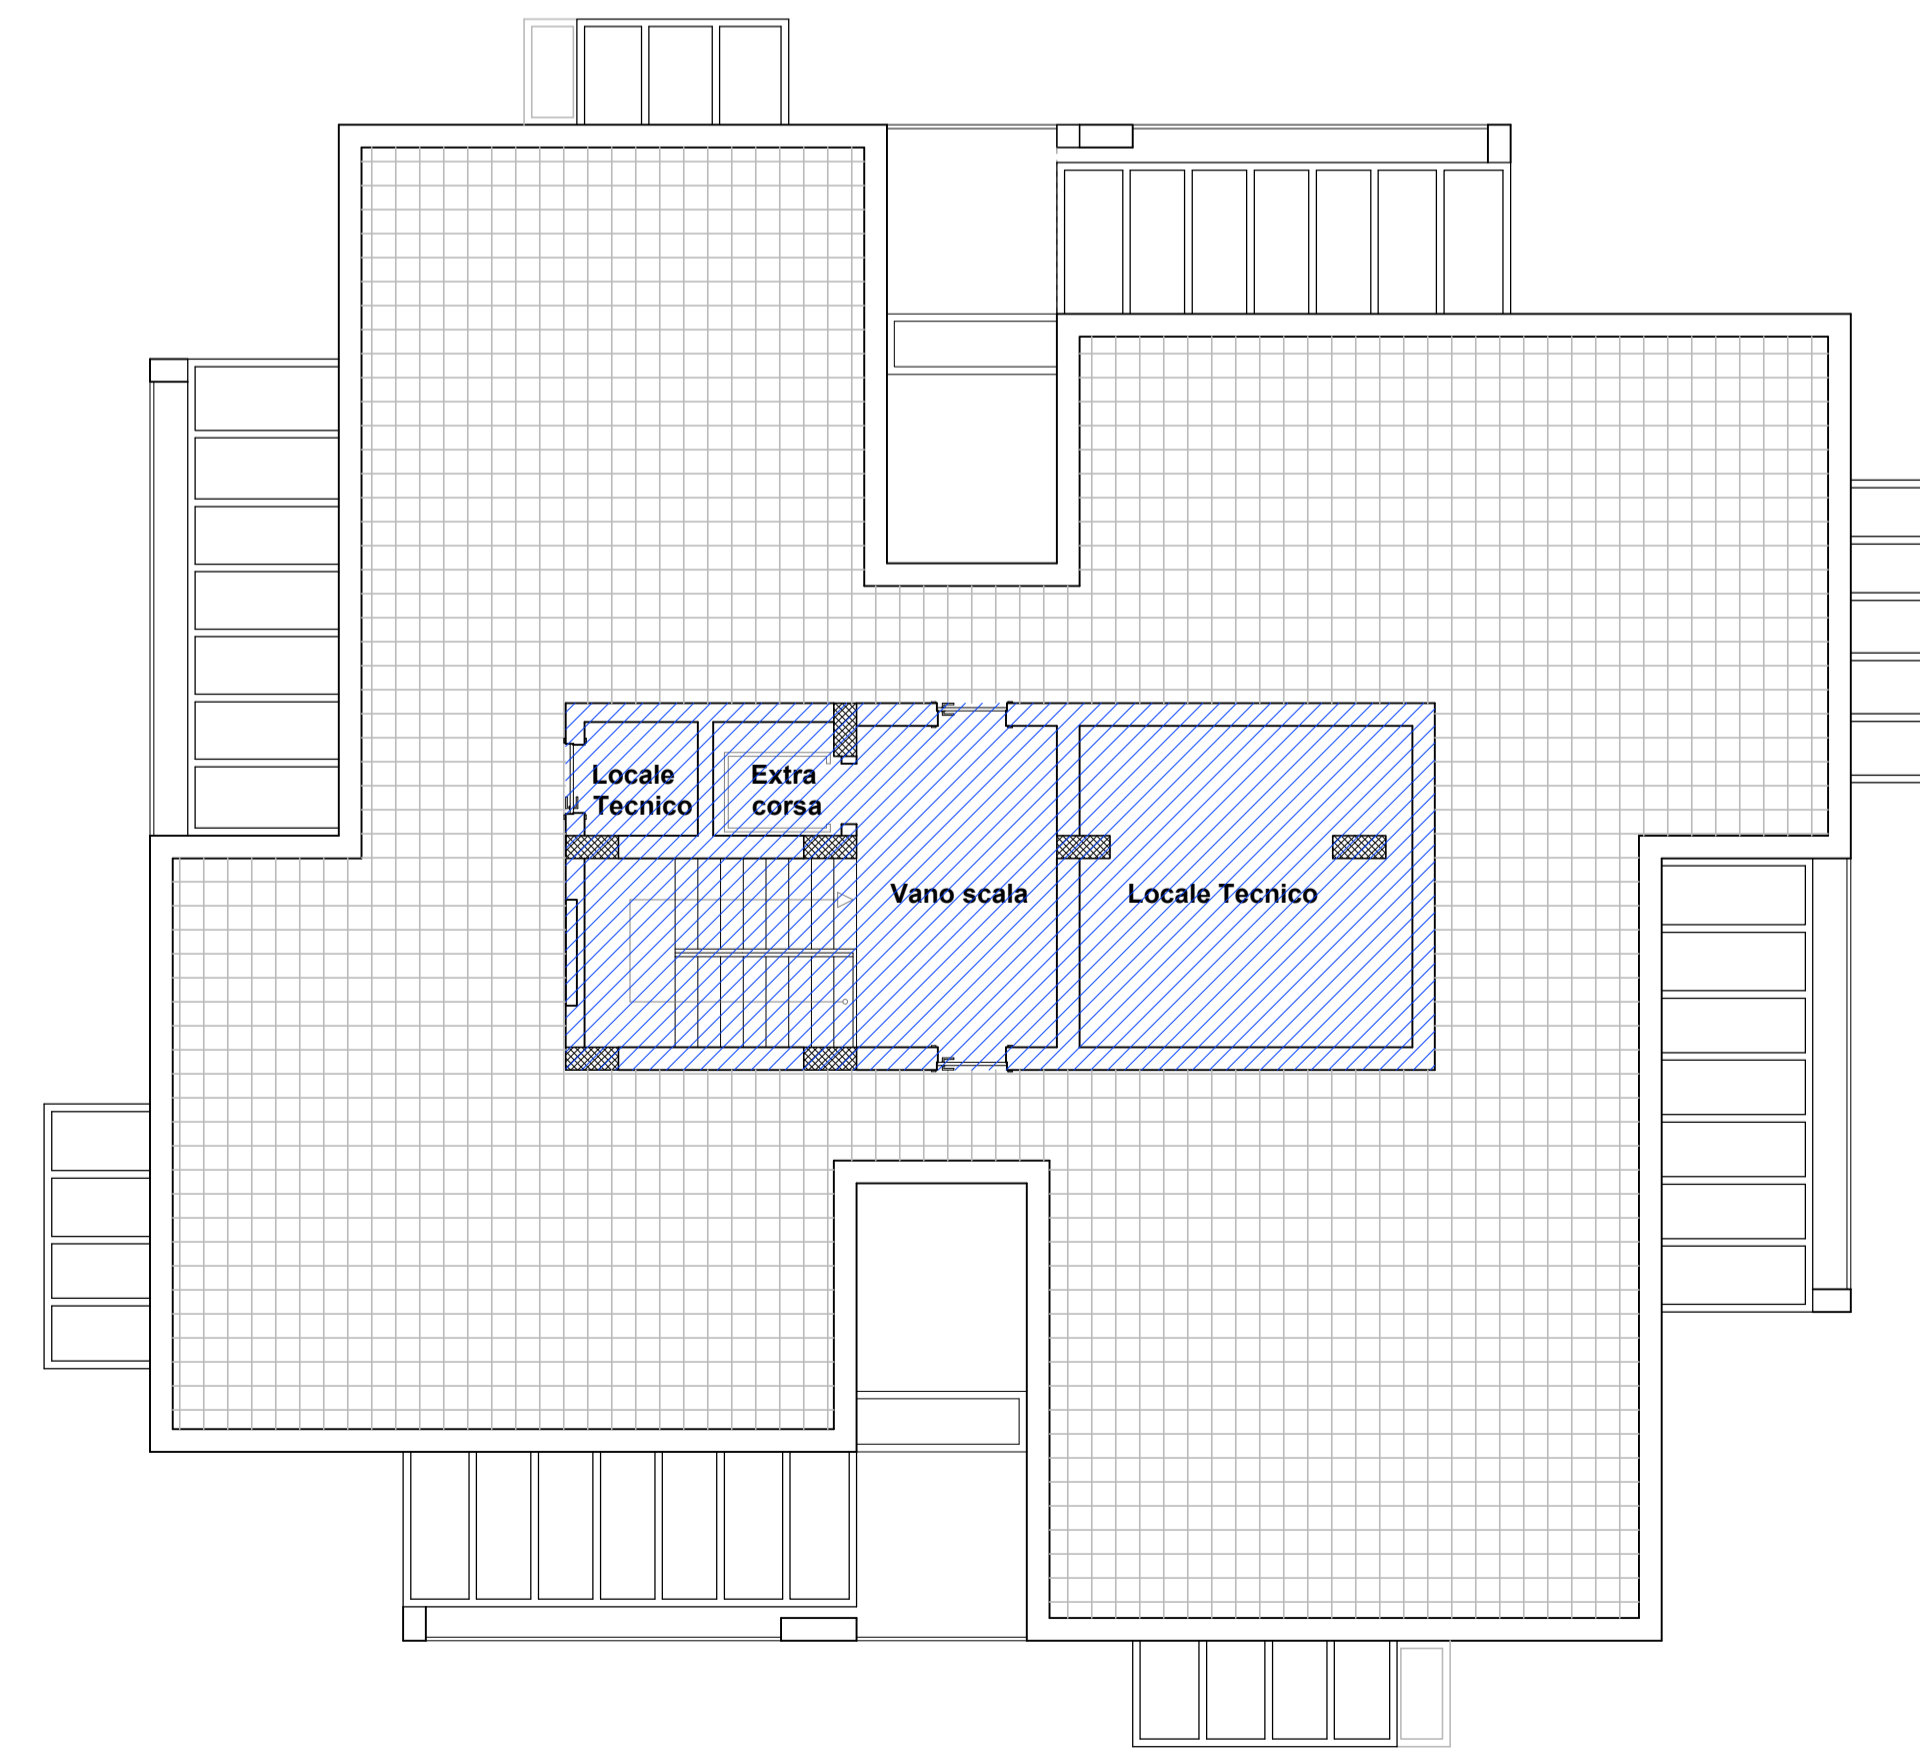 Locale
Tecnico
Extra
corsa
Vano scala
Locale Tecnico